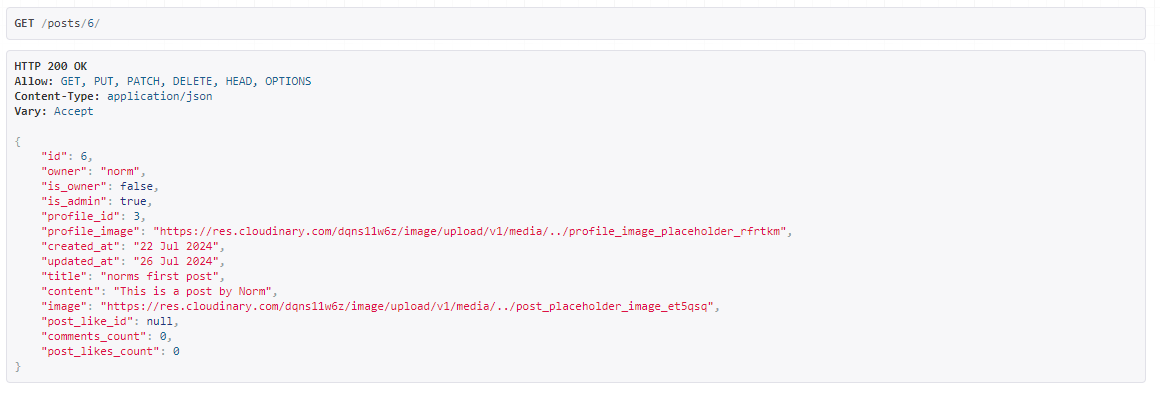 GET /posts/6/
HTTP 200 OK
Allow: GET, PUT, PATCH, DELETE, HEAD, OPTIONS
Content-Type: application/json
Vary: Accept
{
    "id": 6,
    "owner": "norm",
    "is_owner": false,
    "is_admin": true,
    "profile_id": 3,
    "profile_image": "https://res.cloudinary.com/dqns11w6z/image/upload/v1/media/../profile_image_placeholder_rfrtkm",
    "created_at": "22 Jul 2024",
    "updated_at": "26 Jul 2024",
    "title": "norms first post",
    "content": "This is a post by Norm",
    "image": "https://res.cloudinary.com/dqns11w6z/image/upload/v1/media/../post_placeholder_image_et5qsq",
    "post_like_id": null,
    "comments_count": 0,
    "post_likes_count": 0
}